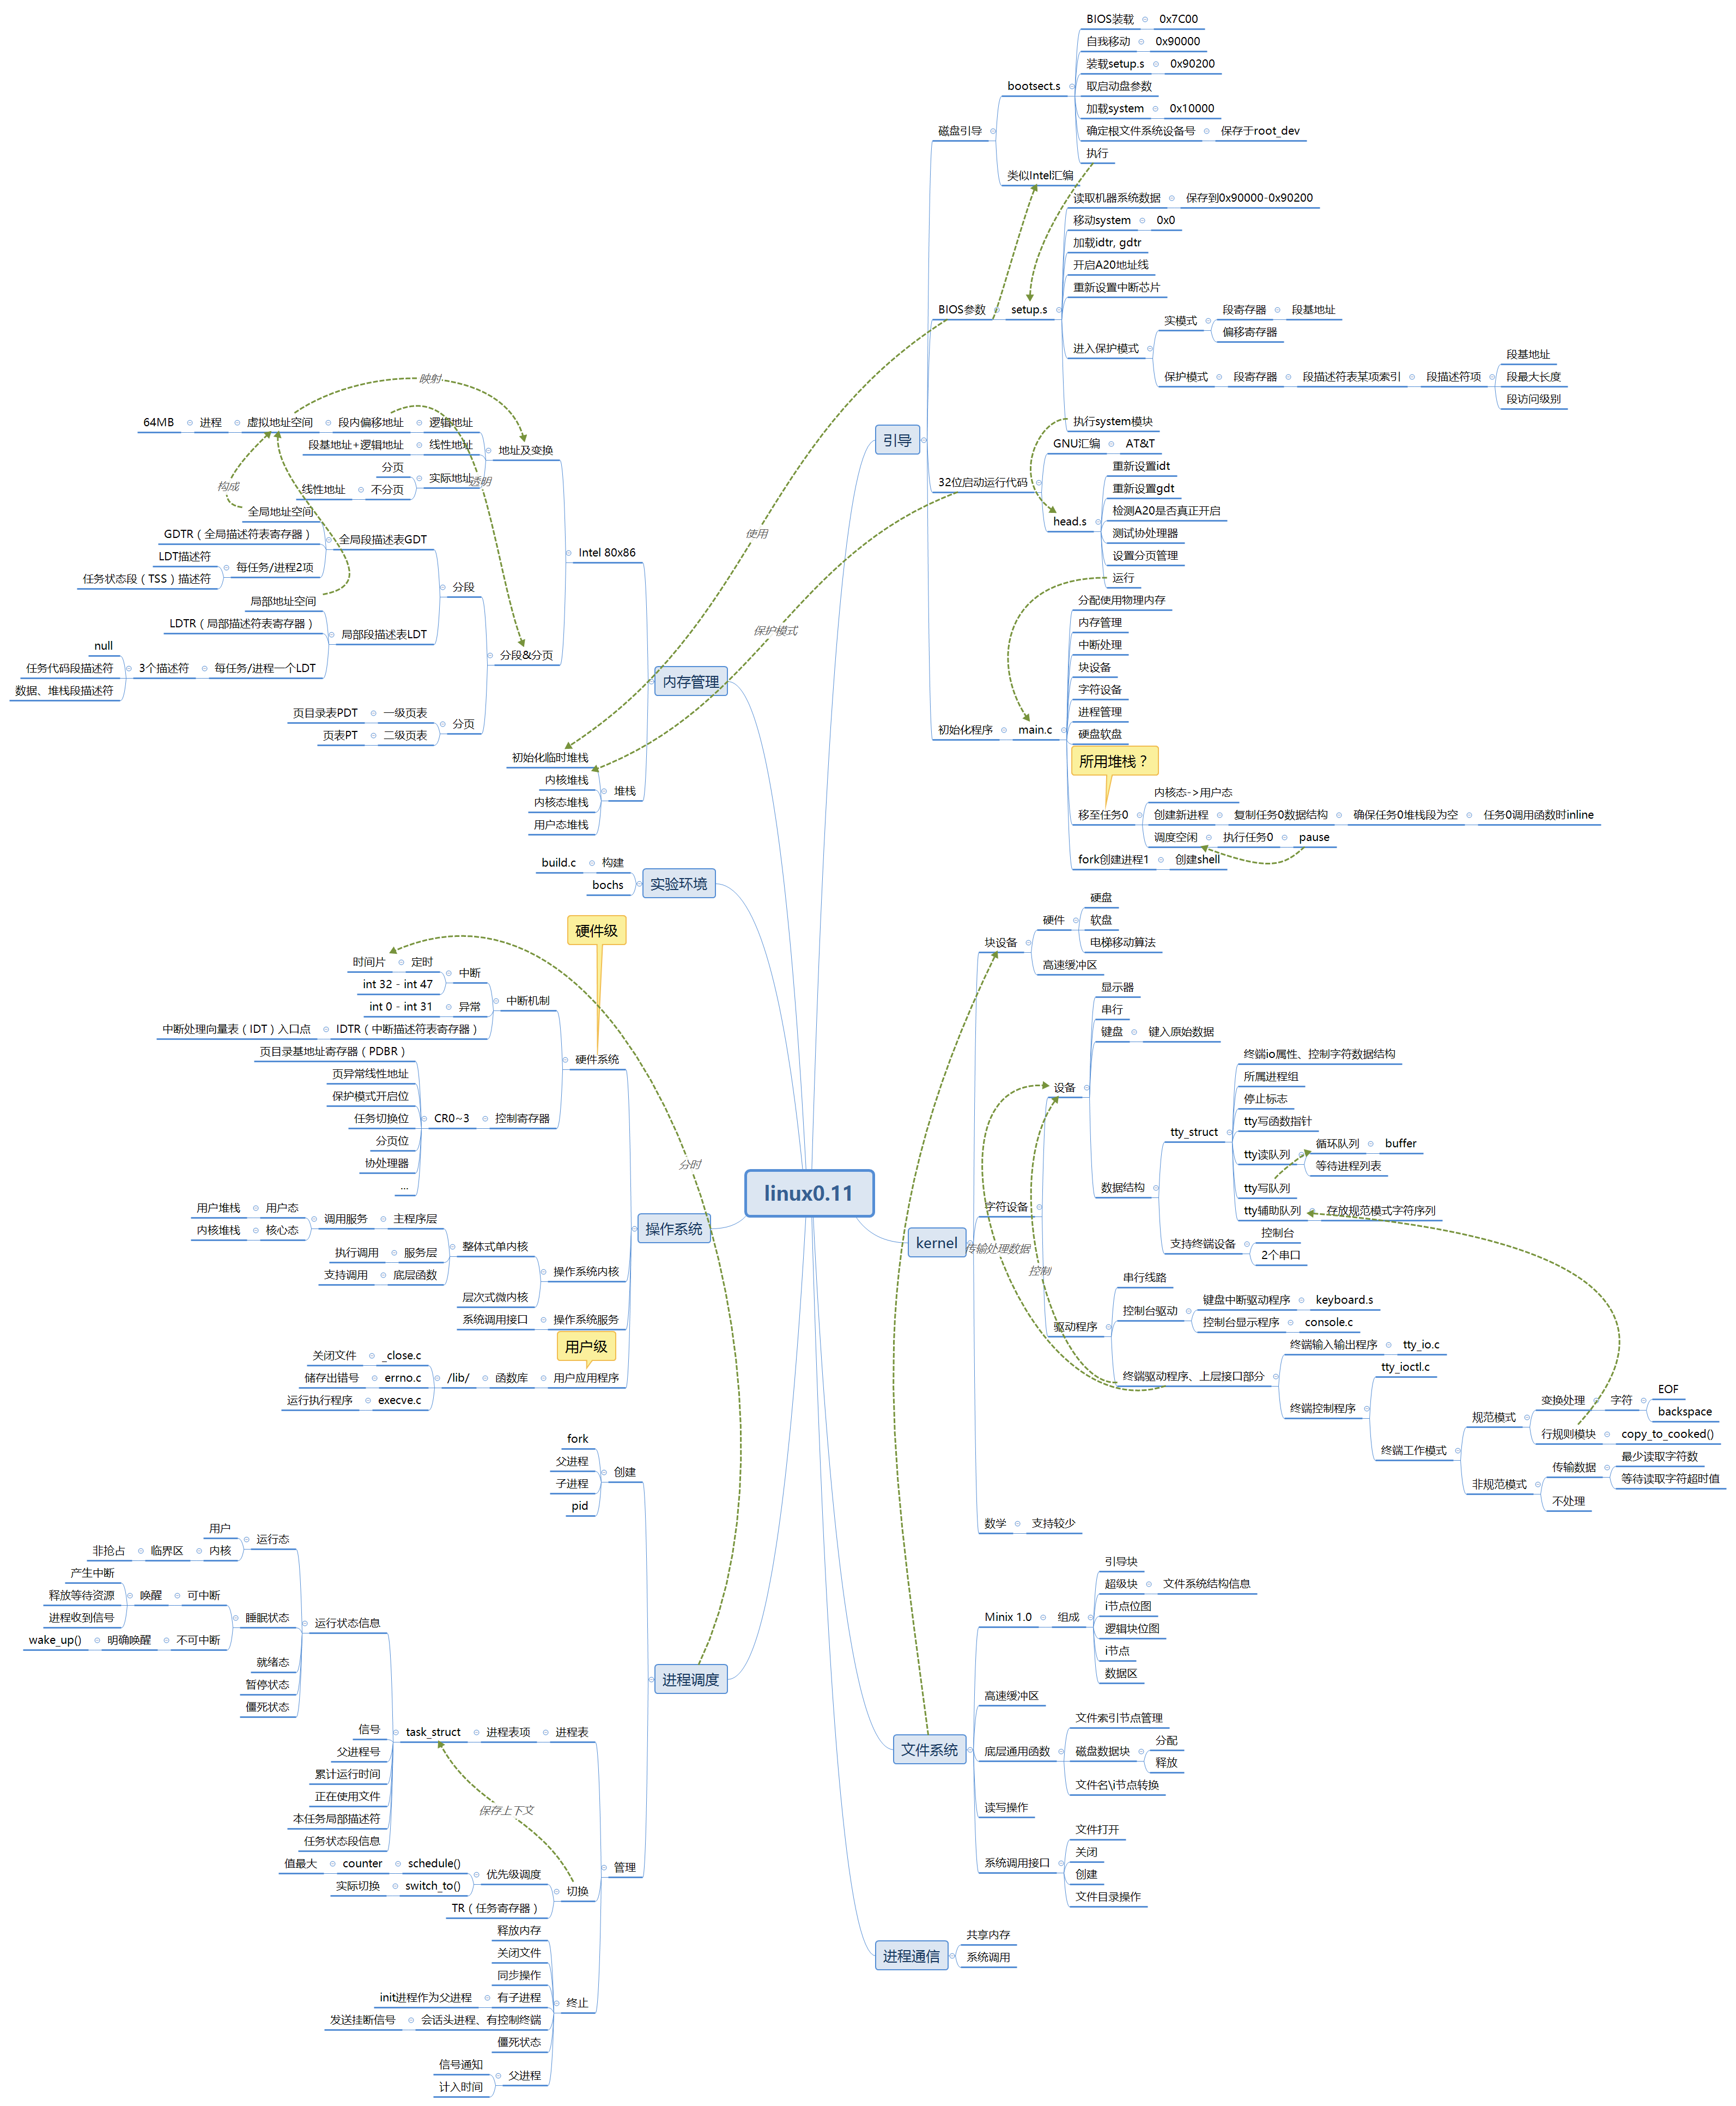 linux0.11
引导
磁盘引导
bootsect.s
BIOS装载
0x7C00
自我移动
0x90000
装载setup.s
0x90200
取启动盘参数
加载system
0x10000
确定根文件系统设备号
保存于root_dev
执行
类似Intel汇编
BIOS参数
setup.s
读取机器系统数据
保存到0x90000-0x90200
移动system
0x0
加载idtr, gdtr
开启A20地址线
重新设置中断芯片
进入保护模式
实模式
段寄存器
段基地址
偏移寄存器
保护模式
段寄存器
段描述符表某项索引
段描述符项
段基地址
段最大长度
段访问级别
执行system模块
32位启动运行代码
GNU汇编
AT&T
head.s
重新设置idt
重新设置gdt
检测A20是否真正开启
测试协处理器
设置分页管理
运行
初始化程序
main.c
分配使用物理内存
内存管理
中断处理
块设备
字符设备
进程管理
硬盘软盘
所用堆栈？
移至任务0
内核态->用户态
创建新进程
复制任务0数据结构
确保任务0堆栈段为空
任务0调用函数时inline
调度空闲
执行任务0
pause
fork创建进程1
创建shell
kernel
块设备
硬件
硬盘
软盘
电梯移动算法
高速缓冲区
字符设备
设备
显示器
串行
键盘
键入原始数据
数据结构
tty_struct
终端io属性、控制字符数据结构
所属进程组
停止标志
tty写函数指针
tty读队列
循环队列
buffer
等待进程列表
tty写队列
tty辅助队列
存放规范模式字符序列
支持终端设备
控制台
2个串口
驱动程序
串行线路
控制台驱动
键盘中断驱动程序
keyboard.s
控制台显示程序
console.c
终端驱动程序、上层接口部分
终端输入输出程序
tty_io.c
终端控制程序
tty_ioctl.c
终端工作模式
规范模式
变换处理
字符
EOF
backspace
行规则模块
copy_to_cooked()
非规范模式
传输数据
最少读取字符数
等待读取字符超时值
不处理
数学
支持较少
传输处理数据
控制
文件系统
Minix 1.0
组成
引导块
超级块
文件系统结构信息
i节点位图
逻辑块位图
i节点
数据区
高速缓冲区
底层通用函数
文件索引节点管理
磁盘数据块
分配
释放
文件名\i节点转换
读写操作
系统调用接口
文件打开
关闭
创建
文件目录操作
进程通信
共享内存
系统调用
内存管理
Intel 80x86
地址及变换
逻辑地址
段内偏移地址
虚拟地址空间
进程
64MB
线性地址
段基地址+逻辑地址
实际地址
分页
不分页
线性地址
分段&分页
分段
全局段描述表GDT
全局地址空间
GDTR（全局描述符表寄存器）
每任务/进程2项
LDT描述符
任务状态段（TSS）描述符
局部段描述表LDT
局部地址空间
LDTR（局部描述符表寄存器）
每任务/进程一个LDT
3个描述符
null
任务代码段描述符
数据、堆栈段描述符
分页
一级页表
页目录表PDT
二级页表
页表PT
堆栈
初始化临时堆栈
内核堆栈
内核态堆栈
用户态堆栈
映射
构成
透明
使用
保护模式
实验环境
构建
build.c
bochs
操作系统
硬件级
硬件系统
中断机制
中断
定时
时间片
int 32 - int 47
异常
int 0 - int 31
IDTR（中断描述符表寄存器）
中断处理向量表（IDT）入口点
控制寄存器
CR0~3
页目录基地址寄存器（PDBR）
页异常线性地址
保护模式开启位
任务切换位
分页位
协处理器
...
操作系统内核
整体式单内核
主程序层
调用服务
用户态
用户堆栈
核心态
内核堆栈
服务层
执行调用
底层函数
支持调用
层次式微内核
操作系统服务
系统调用接口
用户级
用户应用程序
函数库
/lib/
_close.c
关闭文件
errno.c
储存出错号
execve.c
运行执行程序
分时
进程调度
创建
fork
父进程
子进程
pid
管理
进程表
进程表项
task_struct
运行状态信息
运行态
用户
内核
临界区
非抢占
睡眠状态
可中断
唤醒
产生中断
释放等待资源
进程收到信号
不可中断
明确唤醒
wake_up()
就绪态
暂停状态
僵死状态
信号
父进程号
累计运行时间
正在使用文件
本任务局部描述符
任务状态段信息
保存上下文
切换
优先级调度
schedule()
counter
值最大
switch_to()
实际切换
TR（任务寄存器）
终止
释放内存
关闭文件
同步操作
有子进程
init进程作为父进程
会话头进程、有控制终端
发送挂断信号
僵死状态
父进程
信号通知
计入时间